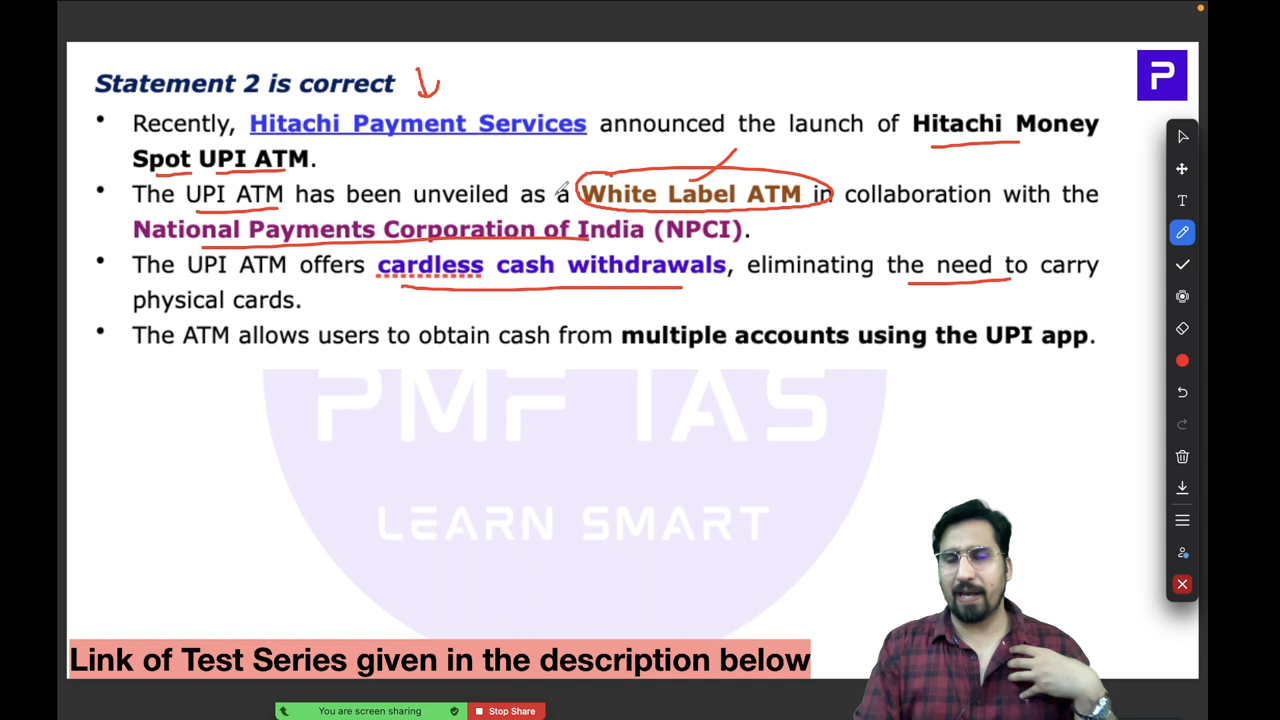 Statement 2 is correct
P
• Recently, Hitachi Payment Services announced the launch of Hitachi Money
Spot UPI ATM.
• The UPI ATM has been unveiled as a White Label ATM in collaboration with the
National Payments Corporation of India (NPCI).
• The UPI ATM offers cardless cash withdrawals, eliminating the need to carry
physical cards.
• The ATM allows users to obtain cash from multiple accounts using the UPI app.
T
PMF IAS
LEARN SMART
Link of Test Series given in the description below
You are screen sharing
Stop Share